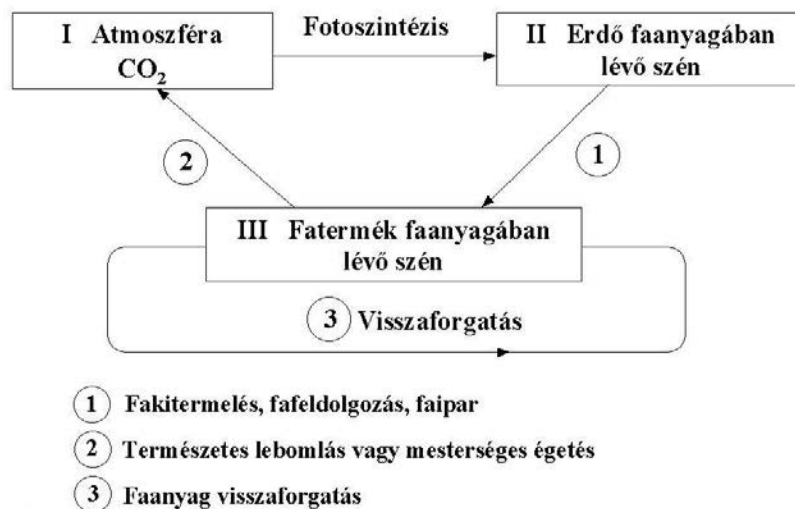 I Atmoszféra
CO₂
Fotoszintézis
II Erdő faanyagában
lévő szén
2
1
III Fatermék faanyagában
lévő szén
3 Visszaforgatás
1 Fakitermelés, fafeldolgozás, faipar
2 Természetes lebomlás vagy mesterséges égetés
3 Faanyag visszaforgatás